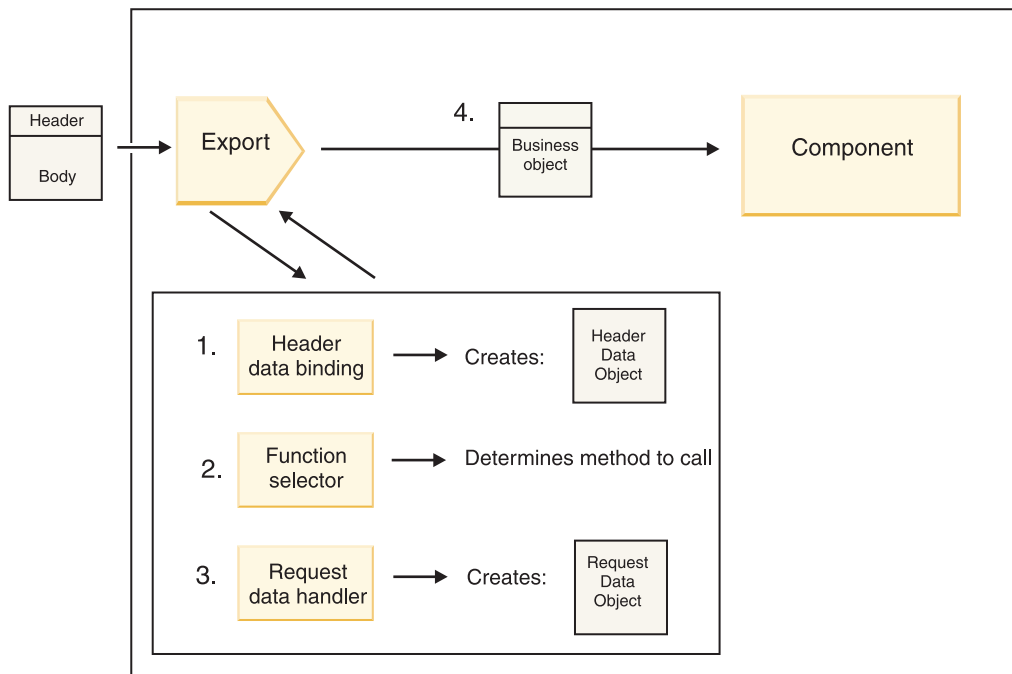 Header
Body
Export
4.
Business
object
Component
1.
Header
data binding
Creates:
Header
Data
Object
2.
Function
selector
Determines method to call
3.
Request
data handler
Creates:
Request
Data
Object